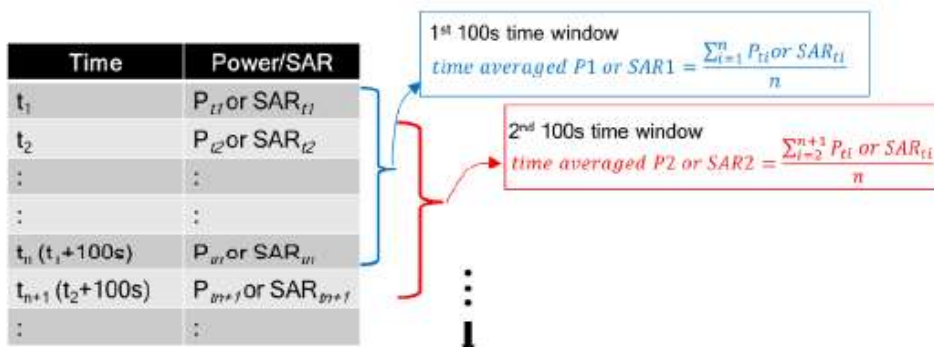 1st 100s time window
time averaged P1 or SAR1 = ∑ⁿᵢ₌₁ Pₜᵢ or SARₜᵢ / n
Time Power/SAR
t₁ Pₜ₁ or SARₜ₁
t₂ Pₜ₂ or SARₜ₂
: :
: :
tₙ (t₁+100s) Pₜₙ or SARₜₙ
tₙ₊₁ (t₂+100s) Pₜₙ₊₁ or SARₜₙ₊₁
: :
2nd 100s time window
time averaged P2 or SAR2 = ∑ⁿ⁺¹ᵢ₌₂ Pₜᵢ or SARₜᵢ / n